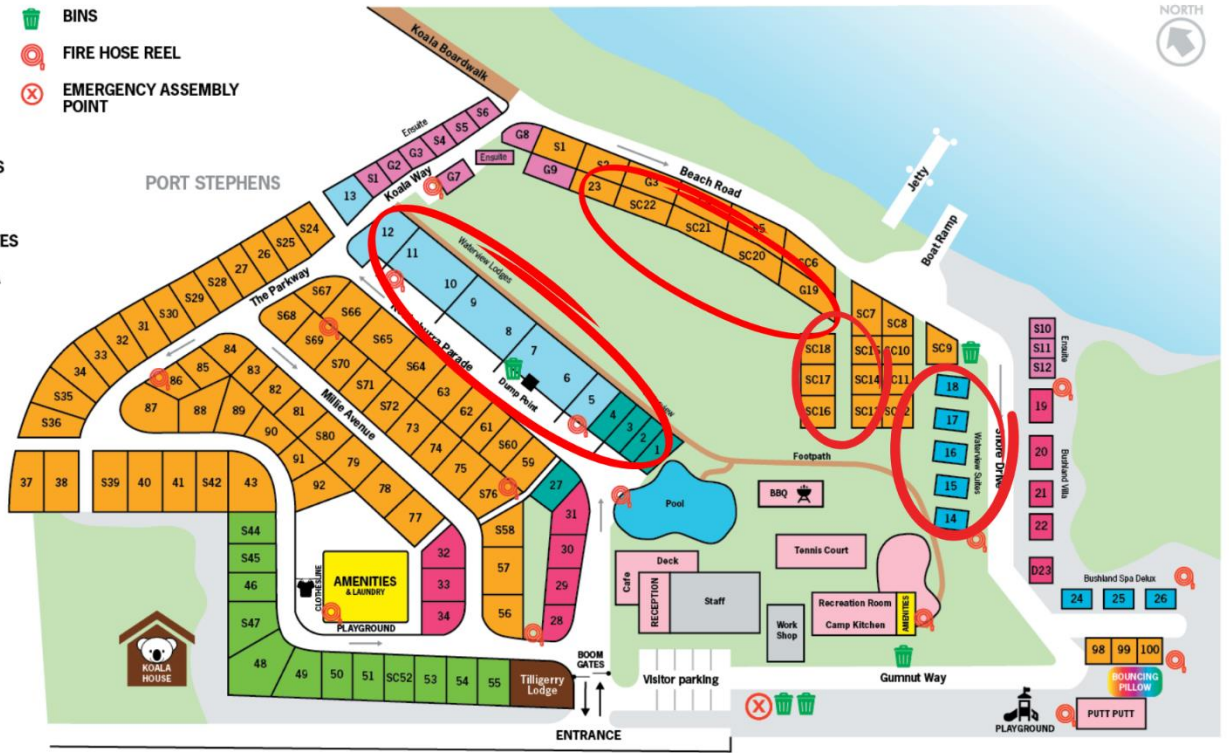 BINS
FIRE HOSE REEL
EMERGENCY ASSEMBLY
POINT
S
ES
NORTH
PORT STEPHENS
Koala Boardwalk
Ensuite
S1 G2 G3 S4 S5 S6
13
Koala Way
G7
Ensuite
G8
G9
S1
S2
G3
S5
SC6
Beach Road
23
SC22
SC21
SC20
G19
Jetty
Boat Ramp
SC7
SC8
SC9
SC18
SC10
SC17
SC14
SC16
18
17
16
15
14
Waterview Suites
S10
S11
S12
Ensuite
19
20
21
22
D23
Bushland Villa
Bushland Spa Delux
24 25 26
98 99 100
BOUNCING
PILLOW
PUTT PUTT
PLAYGROUND
12
11
10
9
8
7
6
5
4
3
2
1
Waterview Lodges
Dump Point
Parade
Footpath
S24
S25
26
27
S28
S29
S30
31
32
33
34
S35
S36
The Parkway
S67
S68
S66
S69
S65
S70
S64
S71
63
S72
62
73
61
74
S60
75
59
S76
Millie Avenue
84
85
86
83
87
88
89
82
81
90
S80
91
79
92
78
77
37 38 S39 40 41 S42 43
S44
S45
46
S47
48
49 50 51 SC52 53 54 55
Tilligerry
Lodge
KOALA
HOUSE
CLOTHESLINE
AMENITIES
& LAUNDRY
PLAYGROUND
32
33
34
S58
57
56
27
31
30
29
28
Pool
BBQ
Tennis Court
Deck
Cafe
RECEPTION
Staff
Work
Shop
Recreation Room
Camp Kitchen
AMENITIES
BOOM
GATES
Visitor parking
Gumnut Way
ENTRANCE